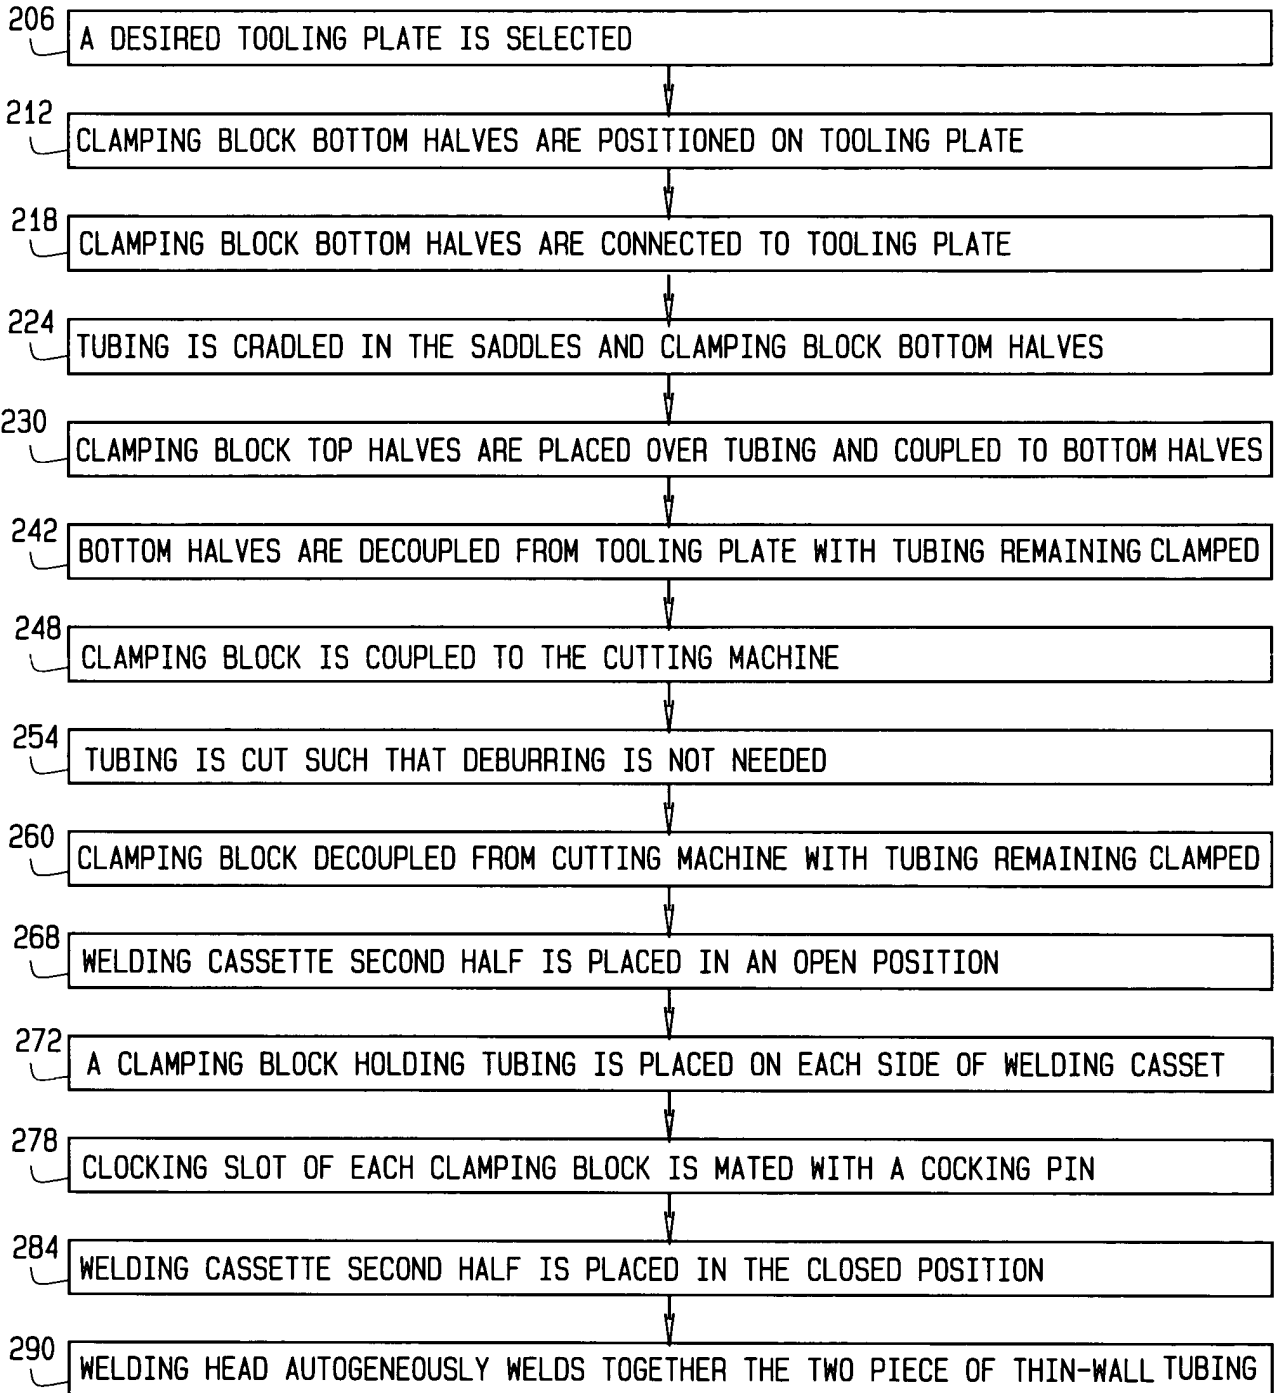 206
A DESIRED TOOLING PLATE IS SELECTED
212
CLAMPING BLOCK BOTTOM HALVES ARE POSITIONED ON TOOLING PLATE
218
CLAMPING BLOCK BOTTOM HALVES ARE CONNECTED TO TOOLING PLATE
224
TUBING IS CRADLED IN THE SADDLES AND CLAMPING BLOCK BOTTOM HALVES
230
CLAMPING BLOCK TOP HALVES ARE PLACED OVER TUBING AND COUPLED TO BOTTOM HALVES
242
BOTTOM HALVES ARE DECOUPLED FROM TOOLING PLATE WITH TUBING REMAINING CLAMPED
248
CLAMPING BLOCK IS COUPLED TO THE CUTTING MACHINE
254
TUBING IS CUT SUCH THAT DEBURRING IS NOT NEEDED
260
CLAMPING BLOCK DECOUPLED FROM CUTTING MACHINE WITH TUBING REMAINING CLAMPED
268
WELDING CASSETTE SECOND HALF IS PLACED IN AN OPEN POSITION
272
A CLAMPING BLOCK HOLDING TUBING IS PLACED ON EACH SIDE OF WELDING CASSET
278
CLOCKING SLOT OF EACH CLAMPING BLOCK IS MATED WITH A COCKING PIN
284
WELDING CASSETTE SECOND HALF IS PLACED IN THE CLOSED POSITION
290
WELDING HEAD AUTOGENEOUSLY WELDS TOGETHER THE TWO PIECE OF THIN-WALL TUBING